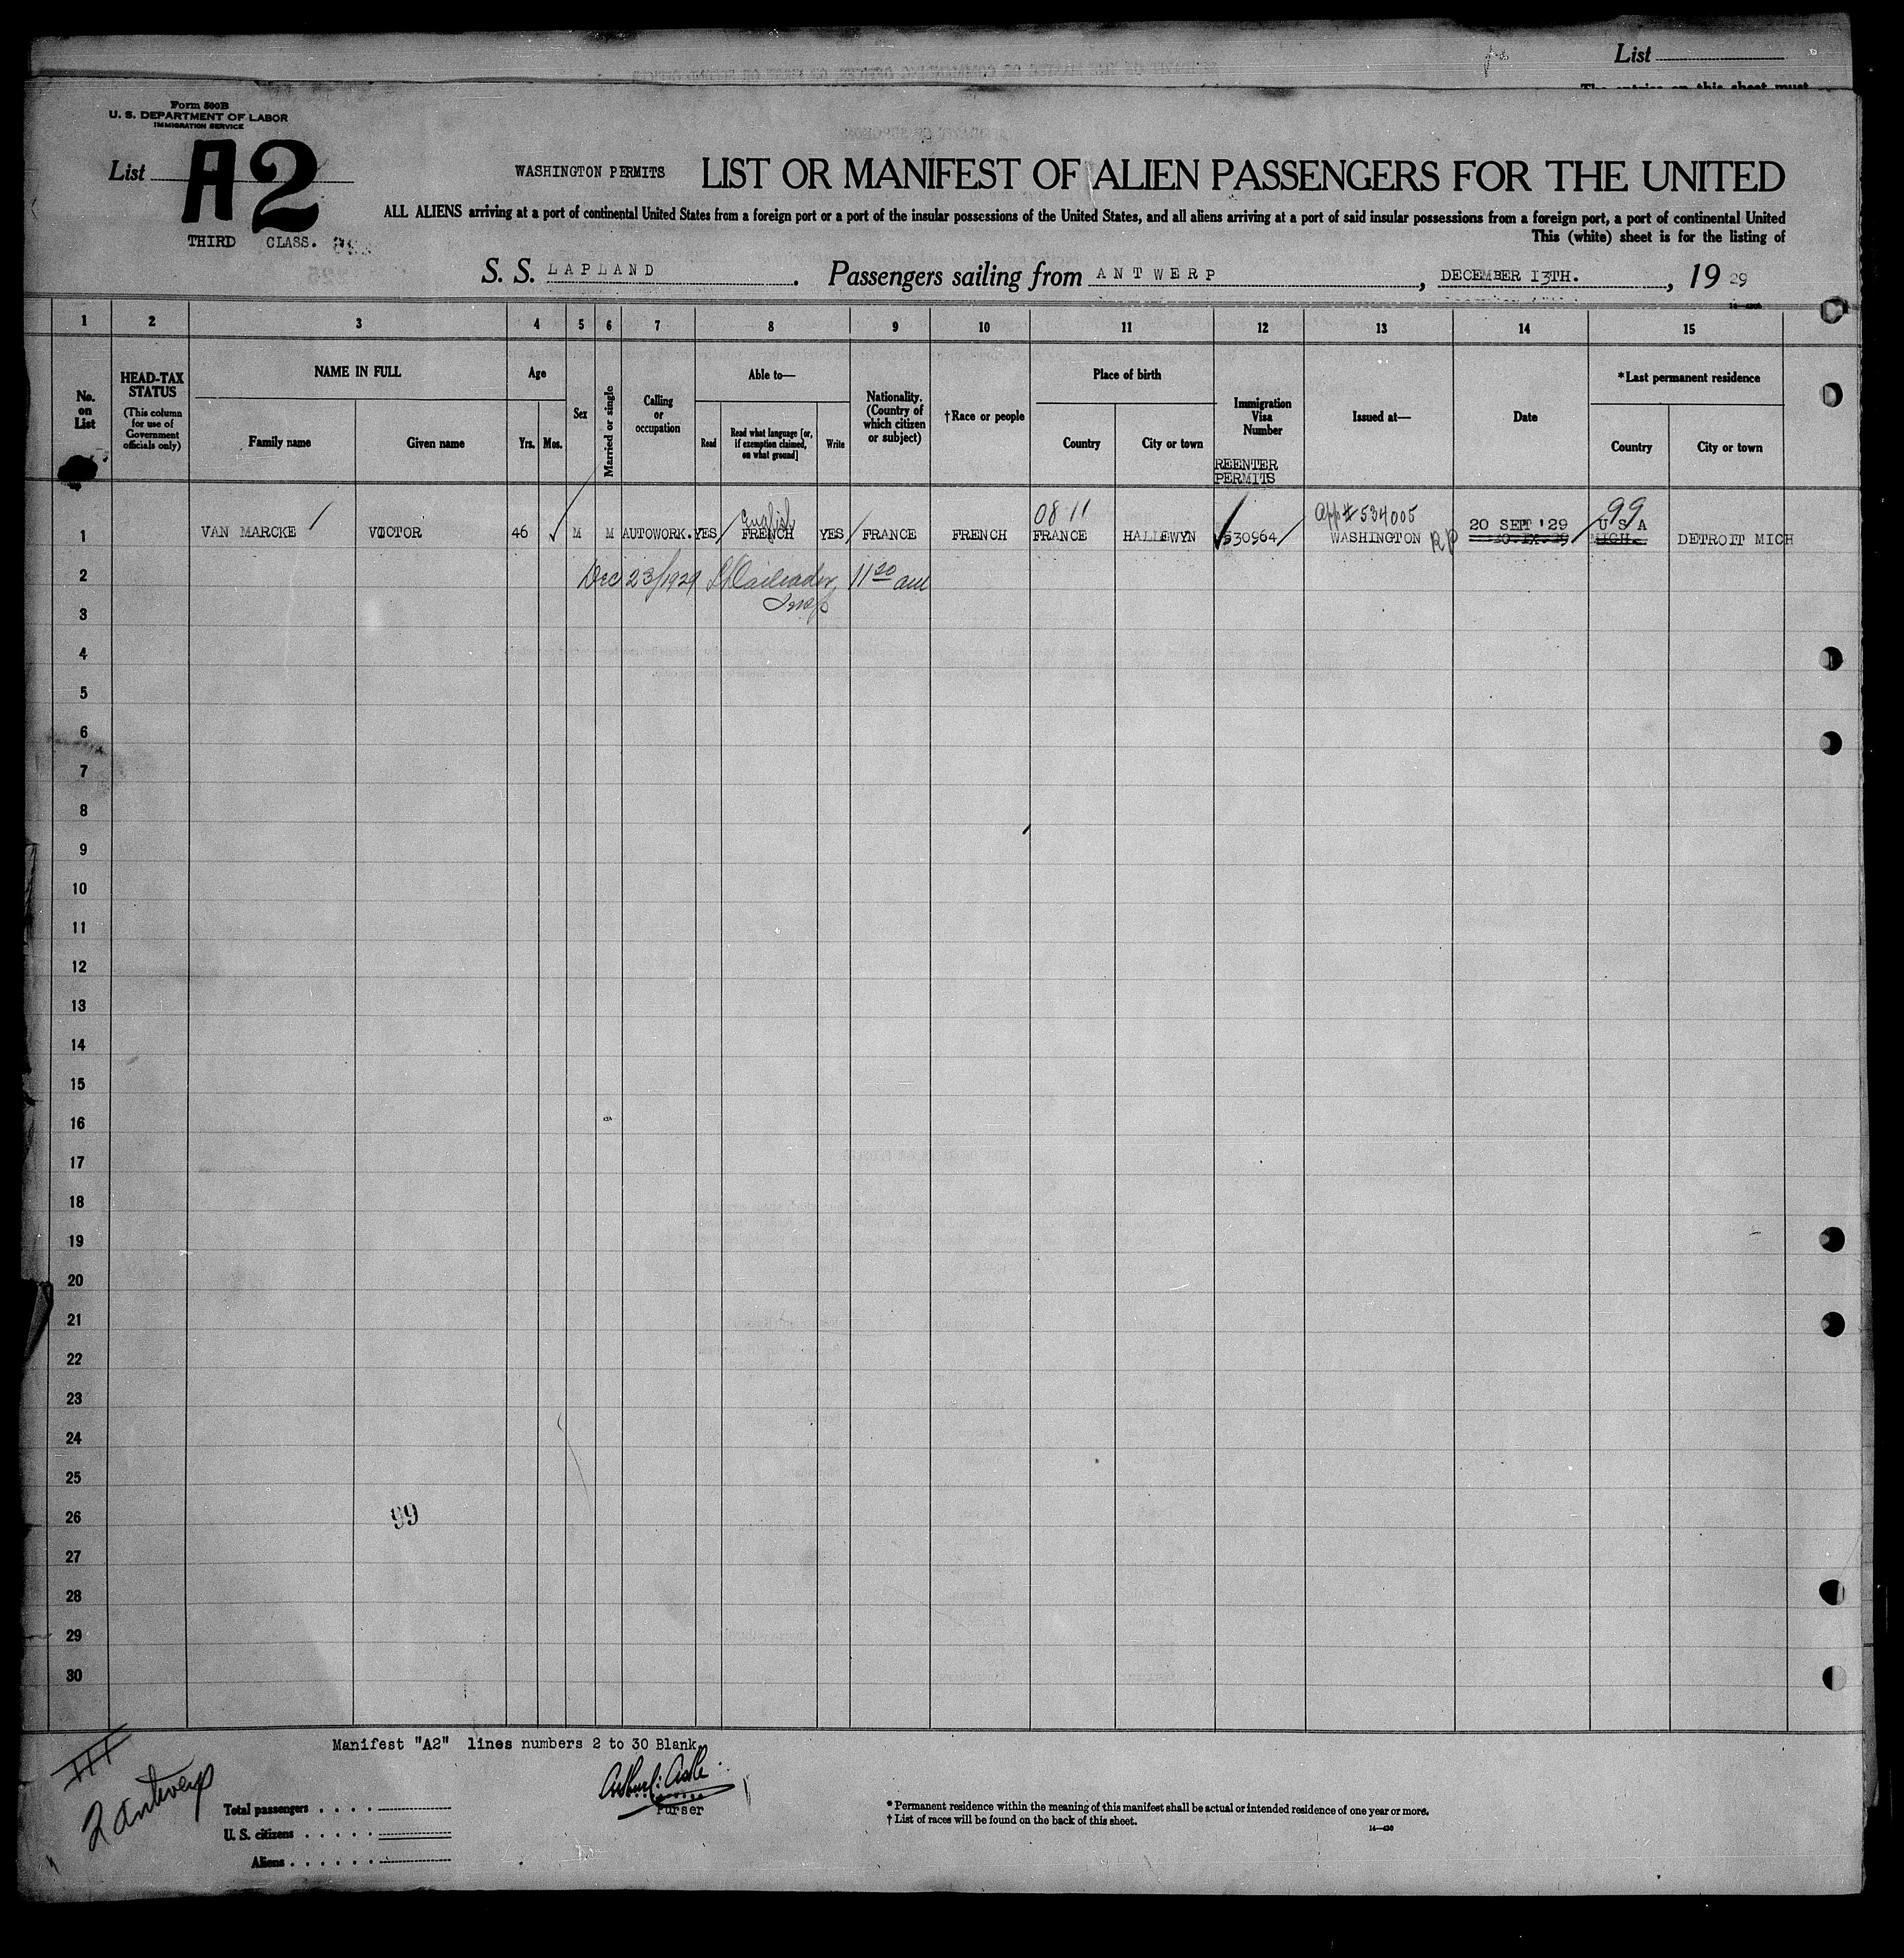 List
Form 500B
U. S. DEPARTMENT OF LABOR
IMMIGRATION SERVICE
List A2
WASHINGTON PERMITS LIST OR MANIFEST OF ALIEN PASSENGERS FOR THE UNITED
ALL ALIENS arriving at a port of continental United States from a foreign port or a port of the insular possessions of the United States, and all aliens arriving at a port of said insular possessions from a foreign port, a port of continental United
THIRD CLASS.
This (white) sheet is for the listing of
S. S. LAPLAND. Passengers sailing from ANTWERP, DECEMBER 13TH., 1929
1 2 3 4 5 6 7 8 9 10 11 12 13 14 15
No. on List
HEAD-TAX STATUS
(This column for use of Government officials only)
NAME IN FULL
Family name Given name
Age
Yrs. Mos.
Sex
Married or single
Calling or occupation
Able to—
Read
Read what language [or, if exemption claimed, on what ground]
Write
Nationality. (Country of which citizen or subject)
†Race or people
Place of birth
Country City or town
Immigration Visa Number
REENTER
PERMITS
Issued at—
Date
*Last permanent residence
Country City or town
English 0811 App# 534005 99
1 VAN MARCKE VICTOR 46 M M AUTOWORK. YES FRENCH YES FRANCE FRENCH FRANCE HALLEWYN 530964 WASHINGTON RP 20 SEPT '29 U S A MICH. DETROIT MICH
2 Dec 23/1929 11 20 am
Insp
3
4
5
6
7
8
9
10
11
12
13
14
15
16
17
18
19
20
21
22
23
24
25
26 99
27
28
29
30
Manifest "A2" lines numbers 2 to 30 Blank
III
2 Antwerp
Purser
Total passengers
U. S. citizens
Aliens
* Permanent residence within the meaning of this manifest shall be actual or intended residence of one year or more.
† List of races will be found on the back of this sheet.
14—430